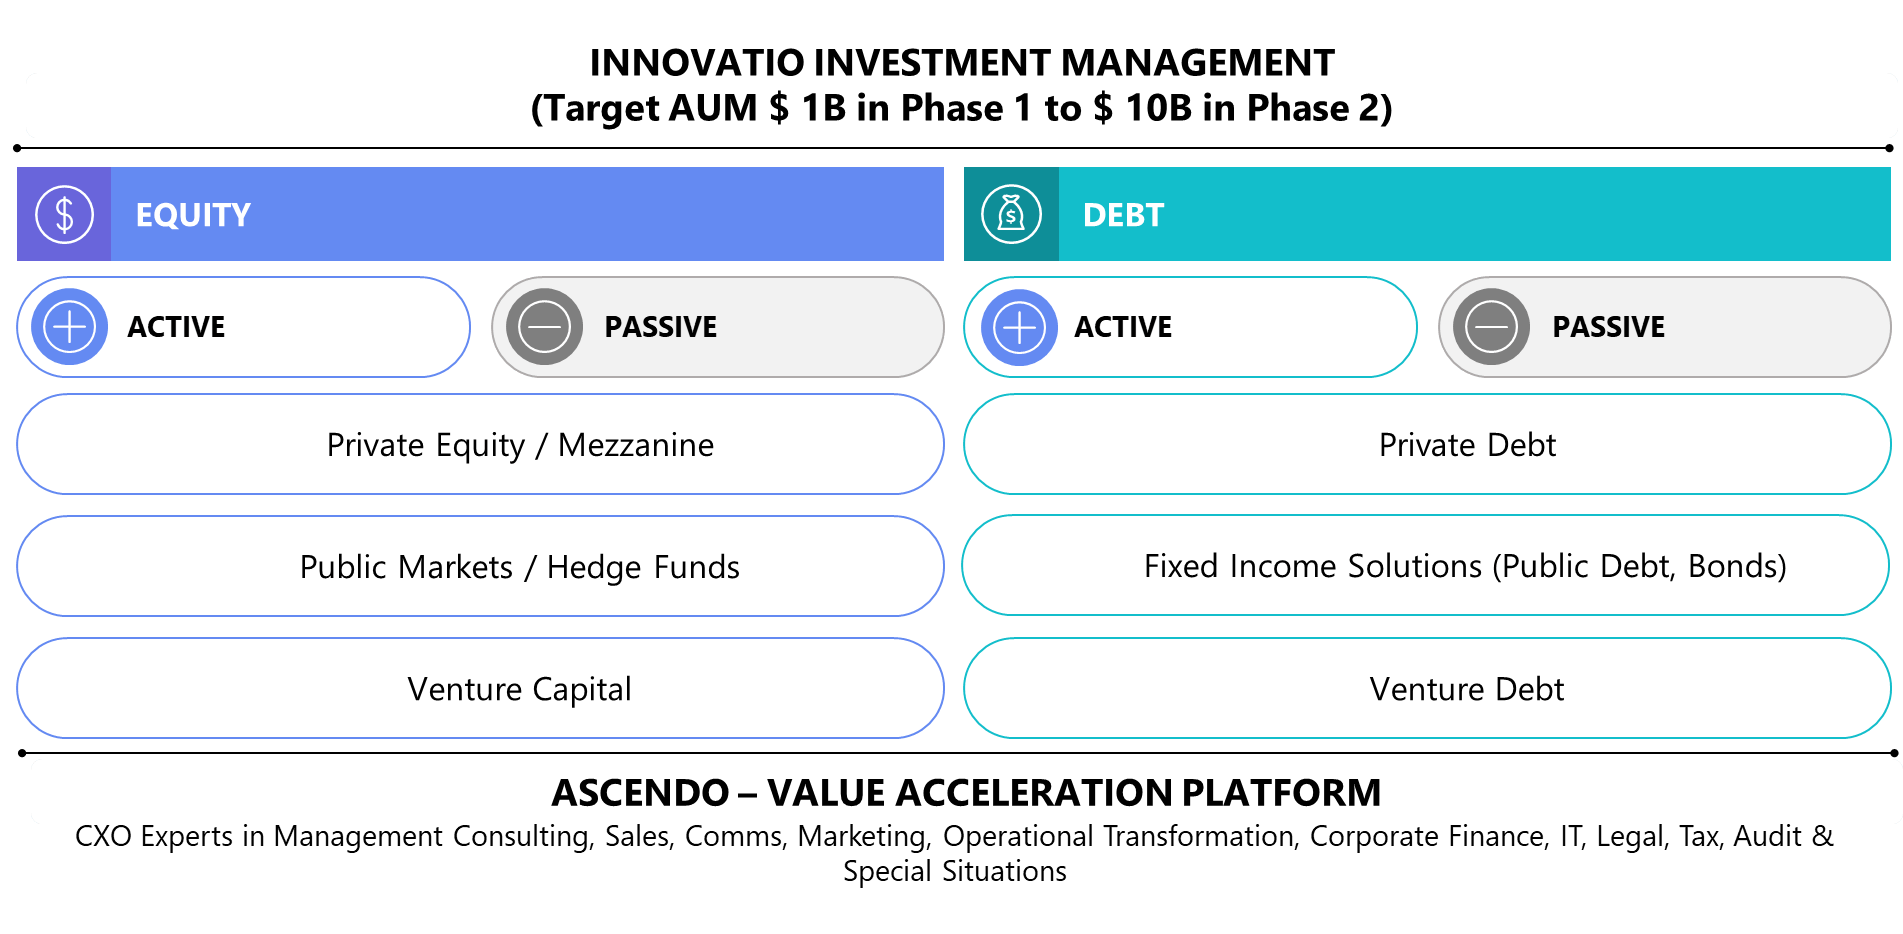 INNOVATIO INVESTMENT MANAGEMENT
(Target AUM $ 1B in Phase 1 to $ 10B in Phase 2)
$ EQUITY
ACTIVE
PASSIVE
Private Equity / Mezzanine
Public Markets / Hedge Funds
Venture Capital
$ DEBT
ACTIVE
PASSIVE
Private Debt
Fixed Income Solutions (Public Debt, Bonds)
Venture Debt
ASCENDO – VALUE ACCELERATION PLATFORM
CXO Experts in Management Consulting, Sales, Comms, Marketing, Operational Transformation, Corporate Finance, IT, Legal, Tax, Audit &
Special Situations